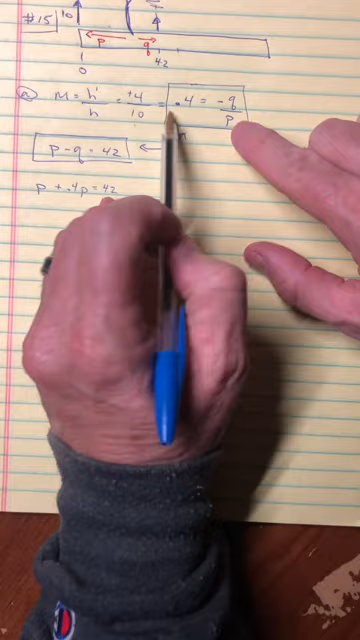 #15 10
p q
0 42
a) M = h'/h = +4/10 = .4 = -q/p
p - q = 42 ←
p + .4p = 42